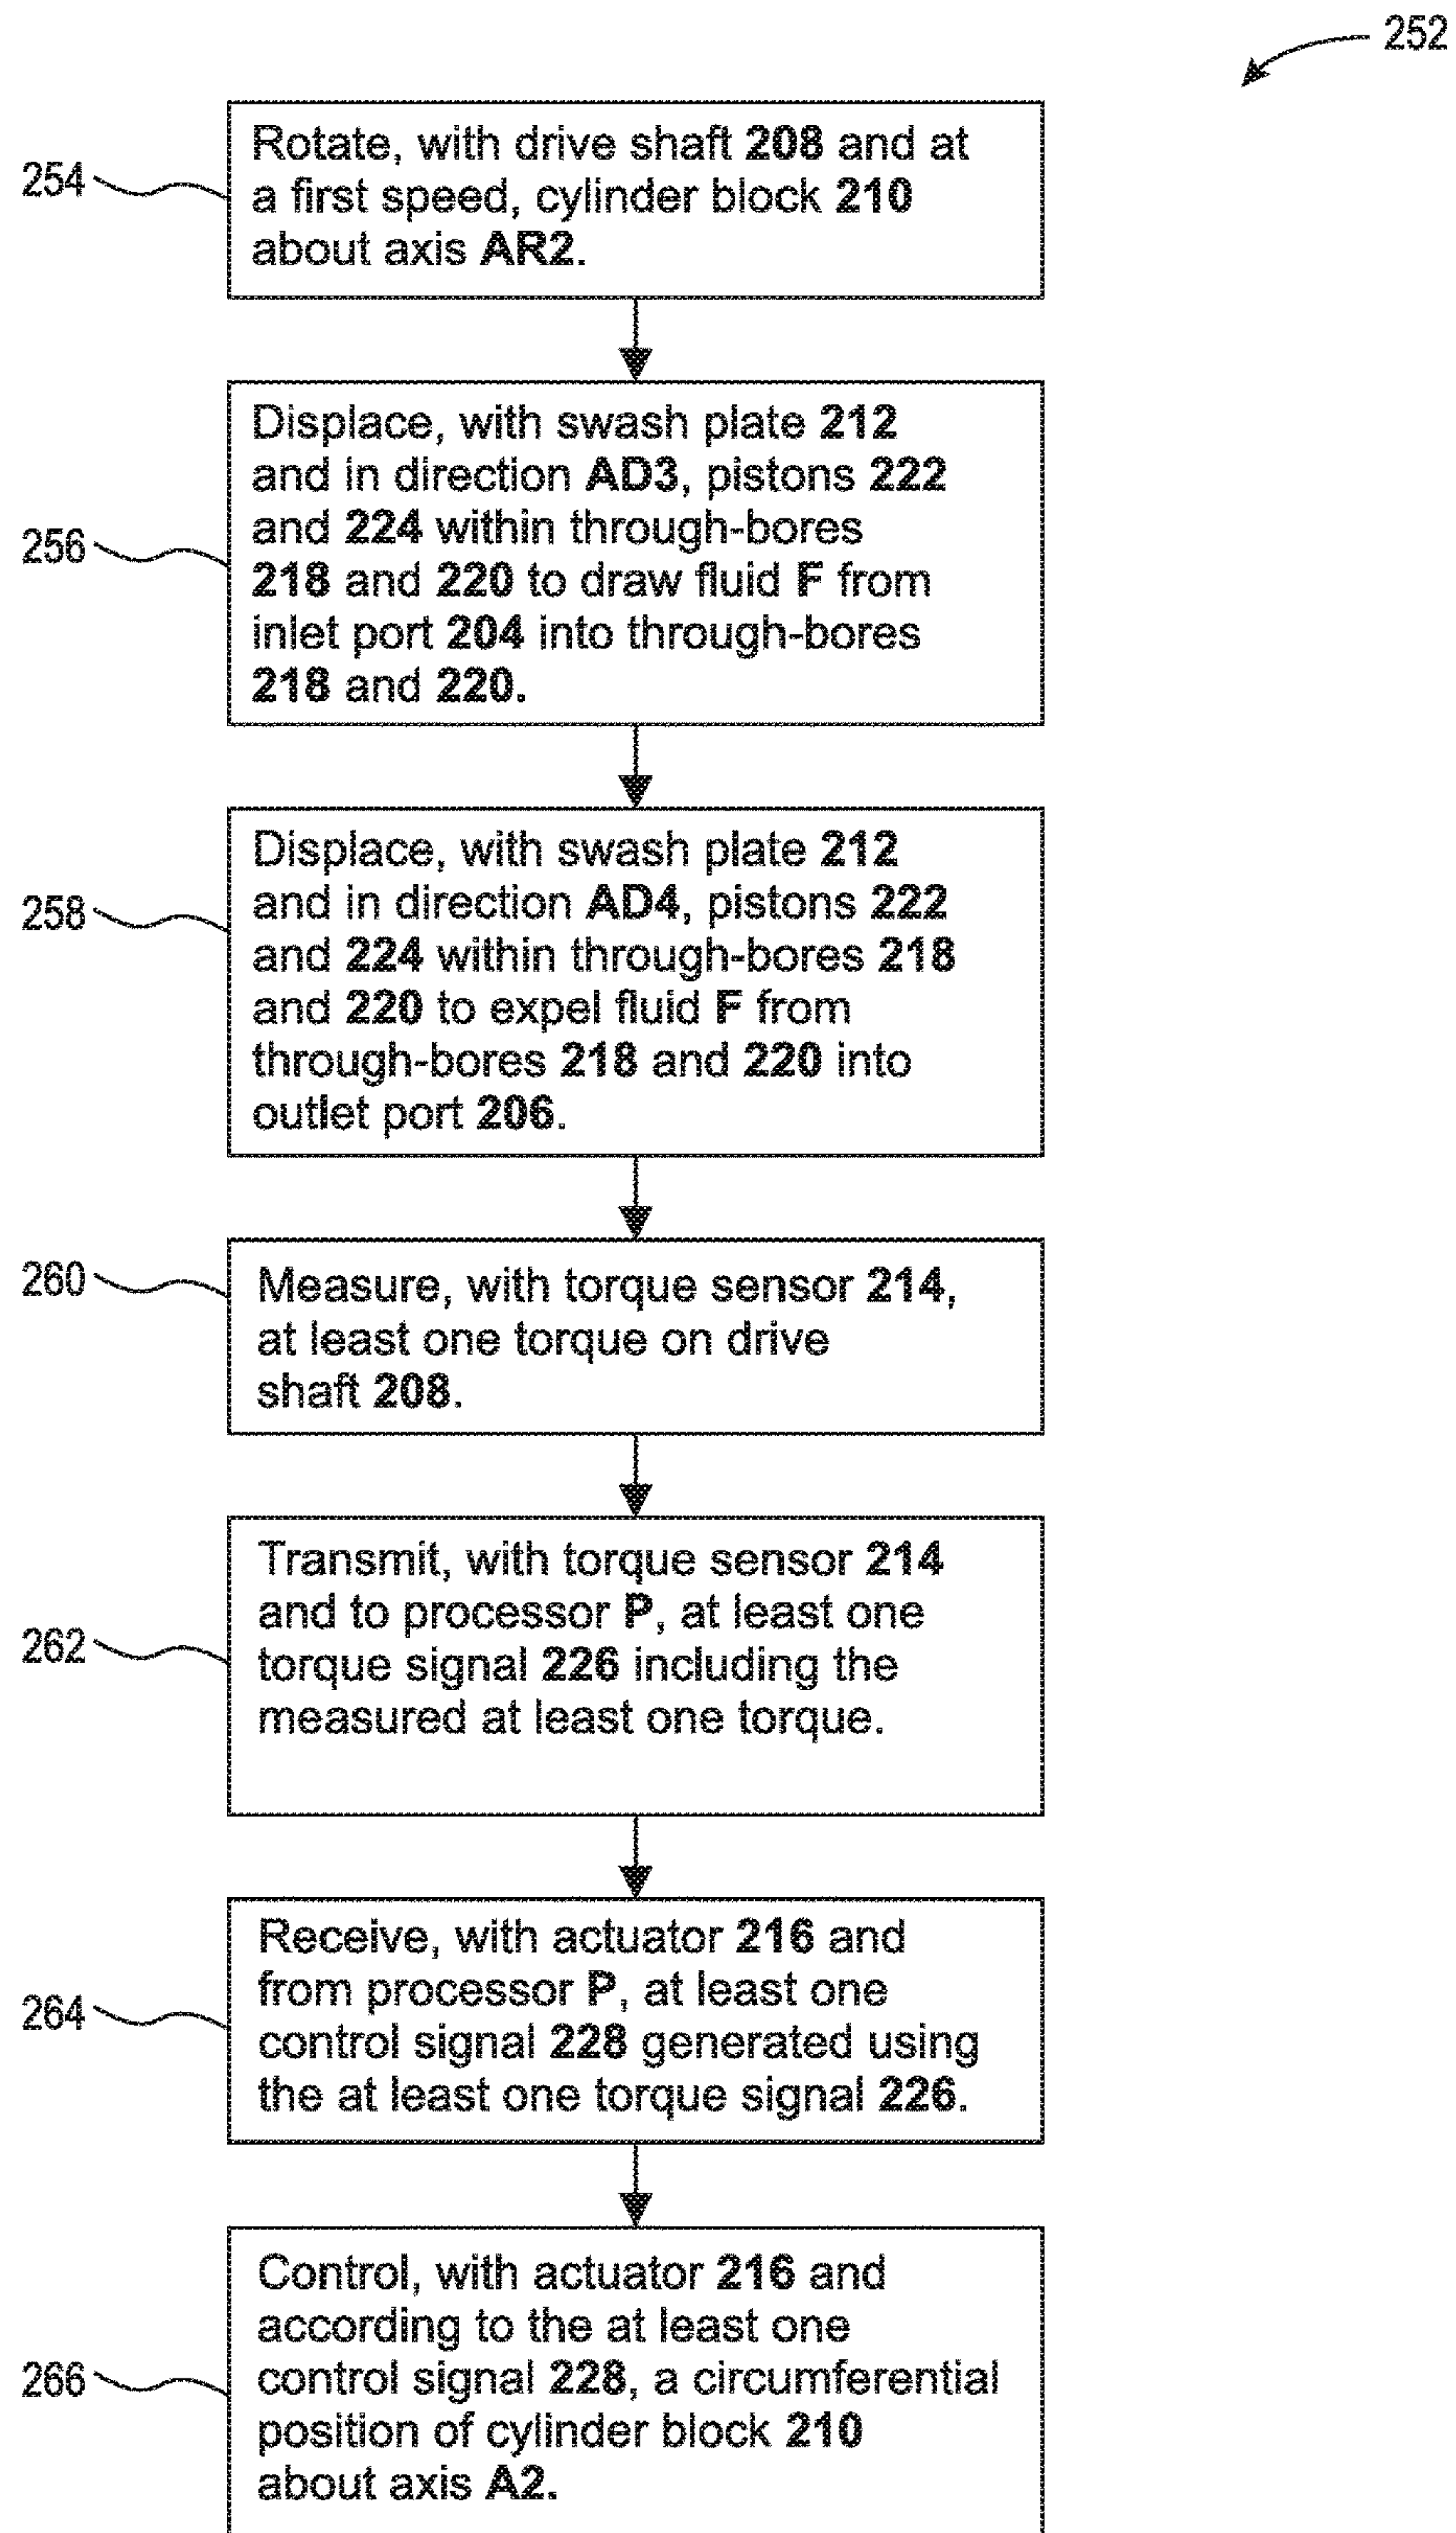 252
254
Rotate, with drive shaft 208 and at
a first speed, cylinder block 210
about axis AR2.
256
Displace, with swash plate 212
and in direction AD3, pistons 222
and 224 within through-bores
218 and 220 to draw fluid F from
inlet port 204 into through-bores
218 and 220.
258
Displace, with swash plate 212
and in direction AD4, pistons 222
and 224 within through-bores 218
and 220 to expel fluid F from
through-bores 218 and 220 into
outlet port 206.
260
Measure, with torque sensor 214,
at least one torque on drive
shaft 208.
262
Transmit, with torque sensor 214
and to processor P, at least one
torque signal 226 including the
measured at least one torque.
264
Receive, with actuator 216 and
from processor P, at least one
control signal 228 generated using
the at least one torque signal 226.
266
Control, with actuator 216 and
according to the at least one
control signal 228, a circumferential
position of cylinder block 210
about axis A2.